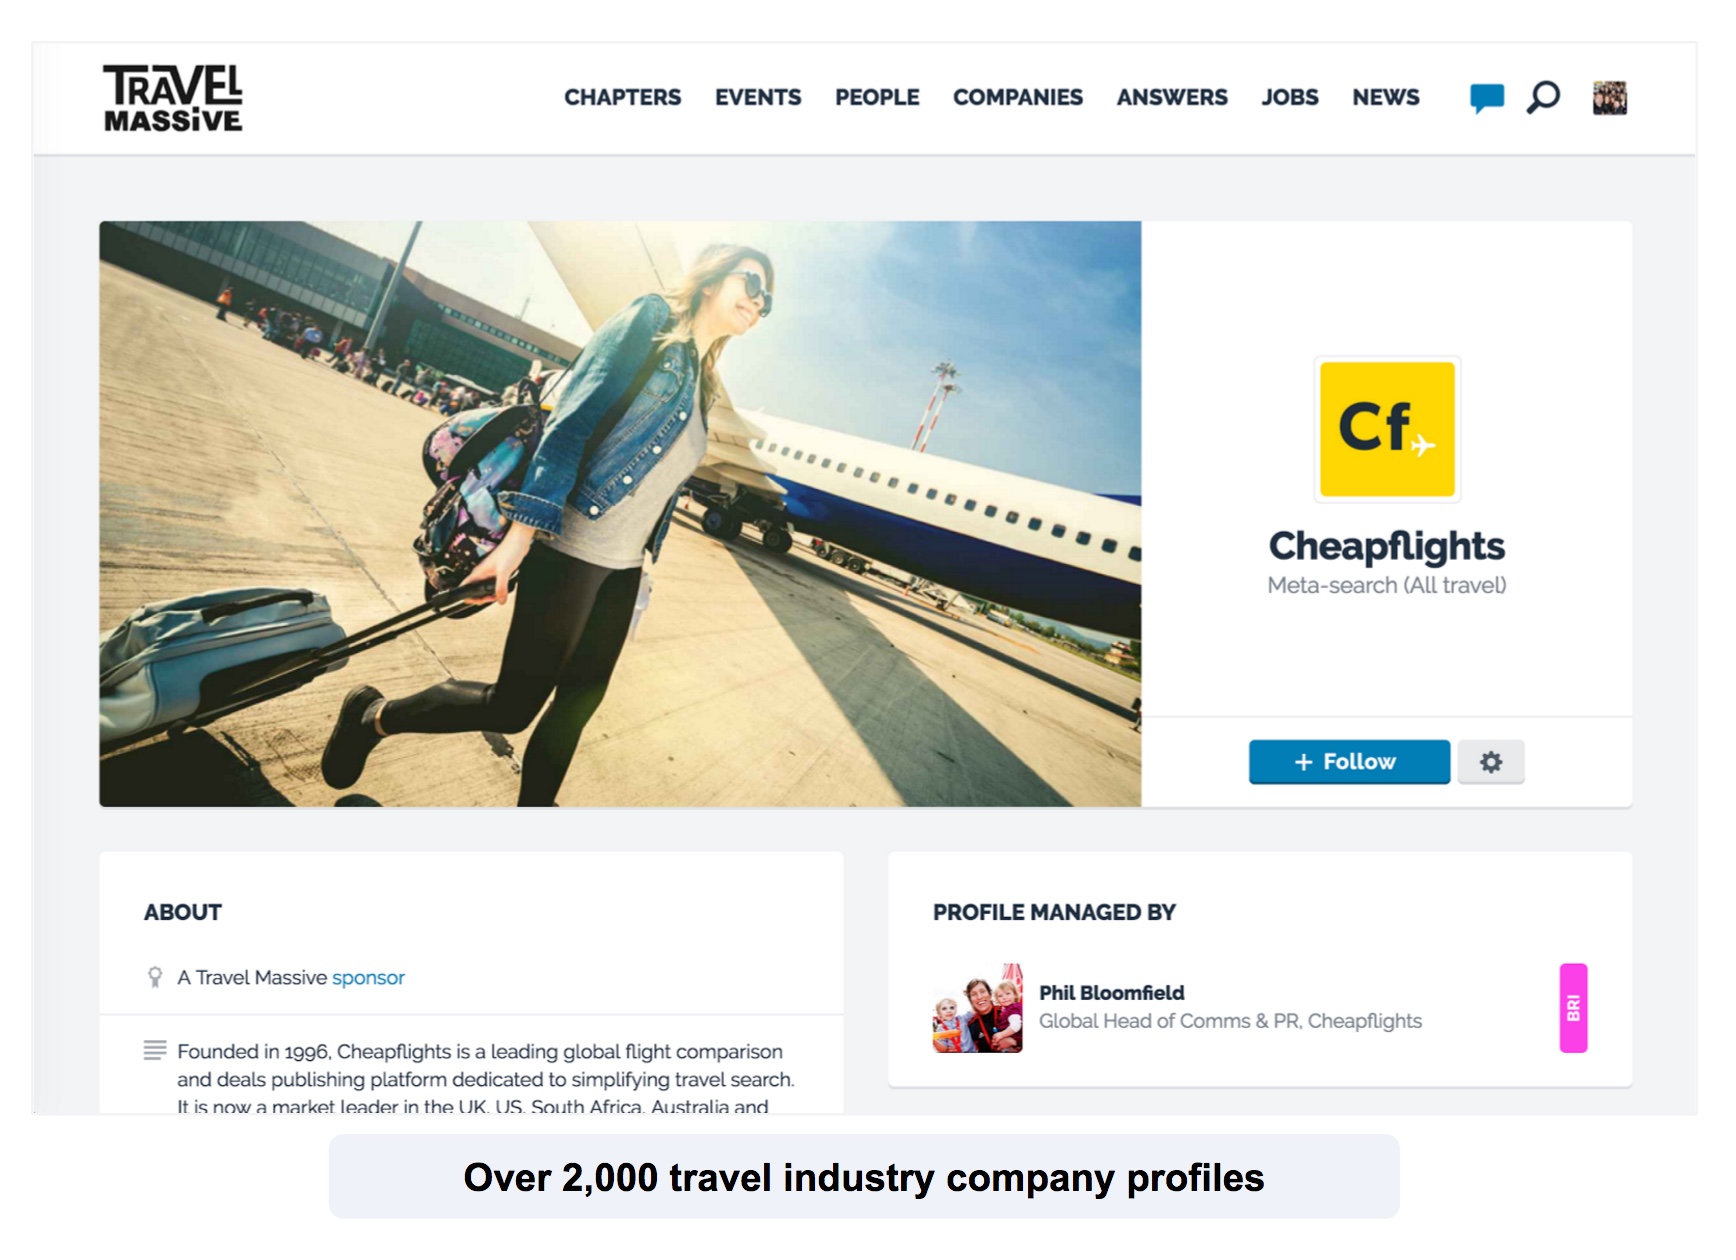 TRAVEL
MASSiVE
CHAPTERS EVENTS PEOPLE COMPANIES ANSWERS JOBS NEWS
Cf
Cheapflights
Meta-search (All travel)
+ Follow
ABOUT
A Travel Massive sponsor
Founded in 1996, Cheapflights is a leading global flight comparison
and deals publishing platform dedicated to simplifying travel search.
It is now a market leader in the UK, US, South Africa, Australia and
PROFILE MANAGED BY
Phil Bloomfield
Global Head of Comms & PR, Cheapflights
BRI
Over 2,000 travel industry company profiles